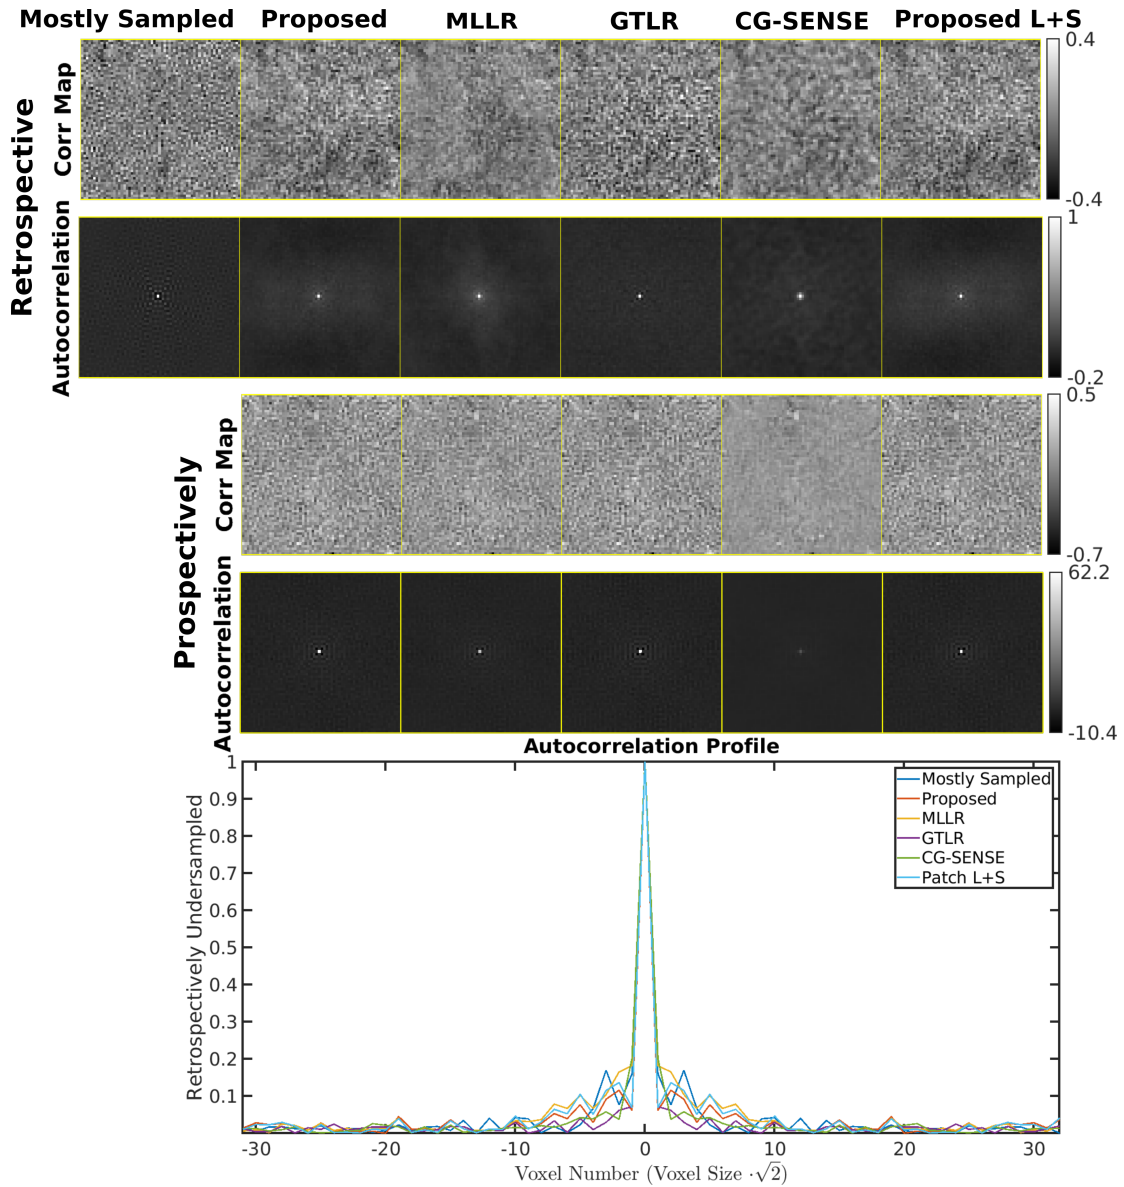 Mostly Sampled Proposed MLLR GTLR CG-SENSE Proposed L+S
Retrospective
Corr Map
0.4
-0.4
Autocorrelation
1
-0.2
Prospectively
Corr Map
0.5
-0.7
Autocorrelation
62.2
-10.4
Autocorrelation Profile
Retrospectively Undersampled
1
0.9
0.8
0.7
0.6
0.5
0.4
0.3
0.2
0.1
Mostly Sampled
Proposed
MLLR
GTLR
CG-SENSE
Patch L+S
-30 -20 -10 0 10 20 30
Voxel Number (Voxel Size ·√2)